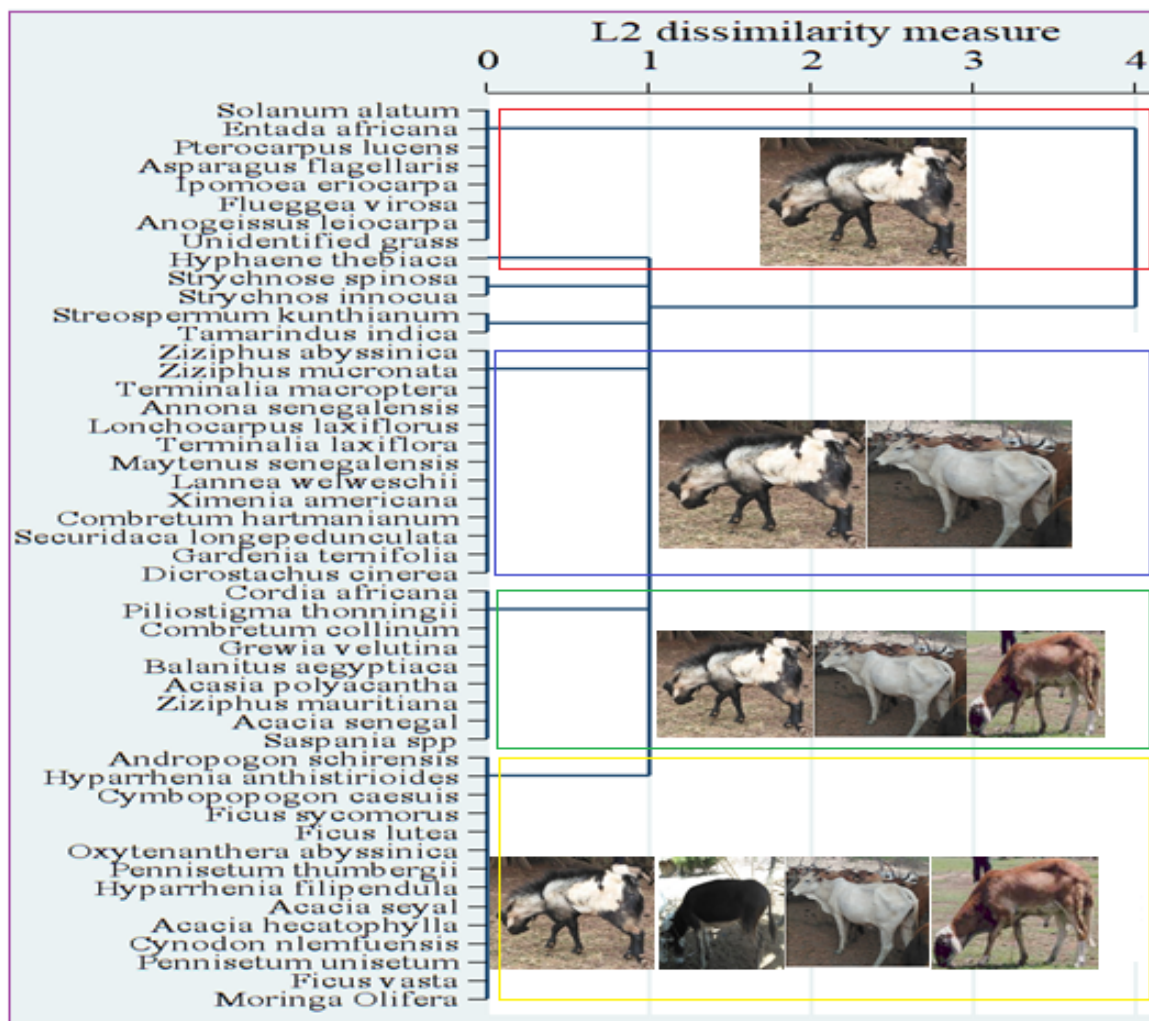 L2 dissimilarity measure
0 1 2 3 4
Solanum alatum
Entada africana
Pterocarpus lucens
Asparagus flagellaris
Ipomoea eriocarpa
Flueggea virosa
Anogeissus leiocarpa
Unidentified grass
Hyphaene thebiaca
Strychnose spinosa
Strychnos innocua
Streospermum kunthianum
Tamarindus indica
Ziziphus abyssinica
Ziziphus mucronata
Terminalia macroptera
Annona senegalensis
Lonchocarpus laxiflorus
Terminalia laxiflora
Maytenus senegalensis
Lannea welweschii
Ximenia americana
Combretum hartmanianum
Securidaca longepedunculata
Gardenia ternifolia
Dicrostachus cinerea
Cordia africana
Piliostigma thonningii
Combretum collinum
Grewia velutina
Balanitus aegyptiaca
Acasia polyacantha
Ziziphus mauritiana
Acacia senegal
Saspania spp
Andropogon schirensis
Hyparrhenia anthistirioides
Cymbopopogon caesuis
Ficus sycomorus
Ficus lutea
Oxytenanthera abyssinica
Pennisetum thumbergii
Hyparrhenia filipendula
Acacia seyal
Acacia hecatophylla
Cynodon nlemfuensis
Pennisetum unisetum
Ficus vasta
Moringa Olifera